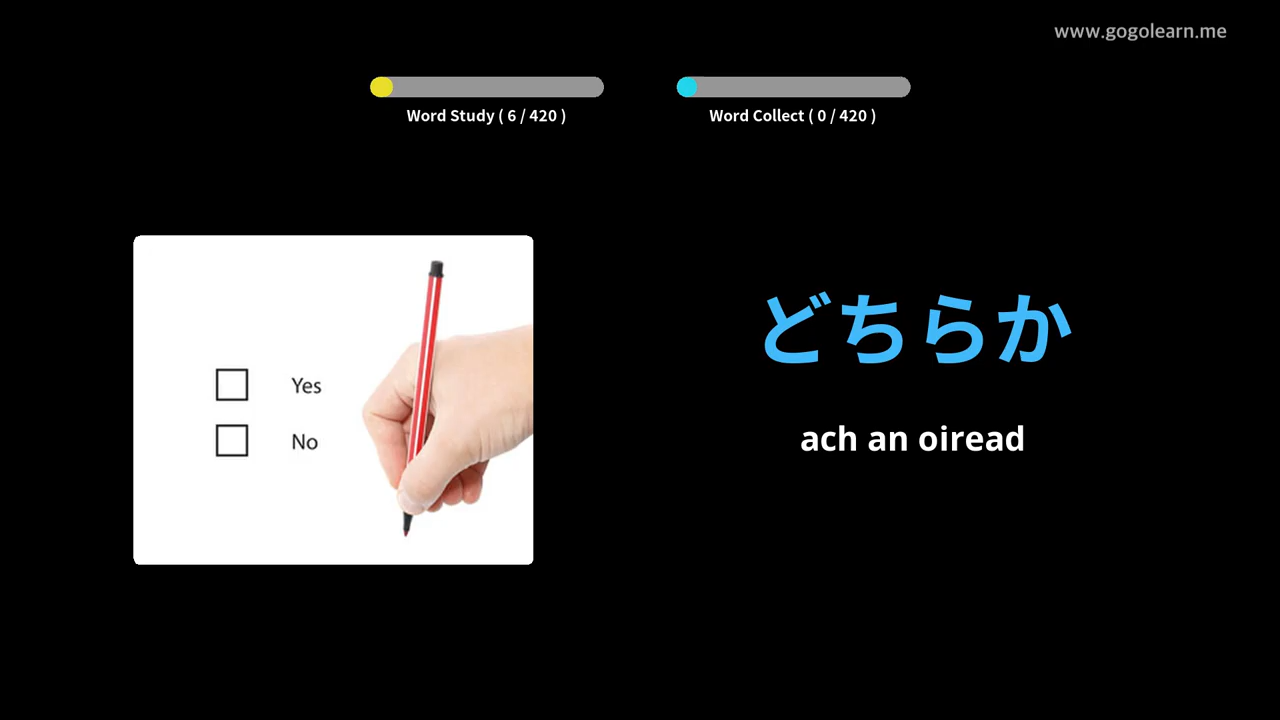 www.gogolearn.me
Word Study ( 6 / 420 )
Word Collect ( 0 / 420 )
Yes
No
どちらか
ach an oiread